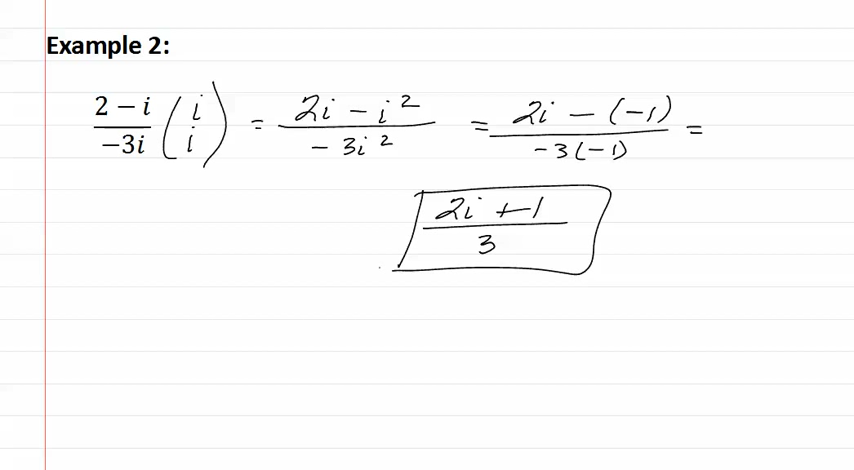 Example 2:
(2 − i)/(−3i) (i/i) = (2i − i²)/(−3i²) = (2i − (−1))/(−3(−1)) =
(2i + 1)/3